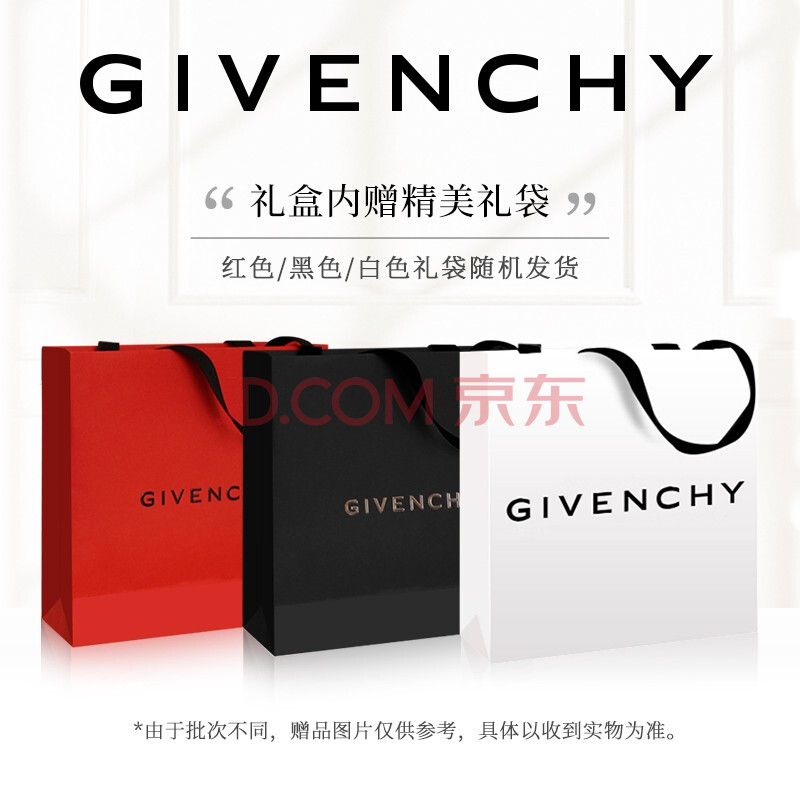 GIVENCHY
“ 礼盒内赠精美礼袋 ”
红色/黑色/白色礼袋随机发货
JD.COM 京东
GIVENC
GIVENCH
GIVENCHY
*由于批次不同，赠品图片仅供参考，具体以收到实物为准。